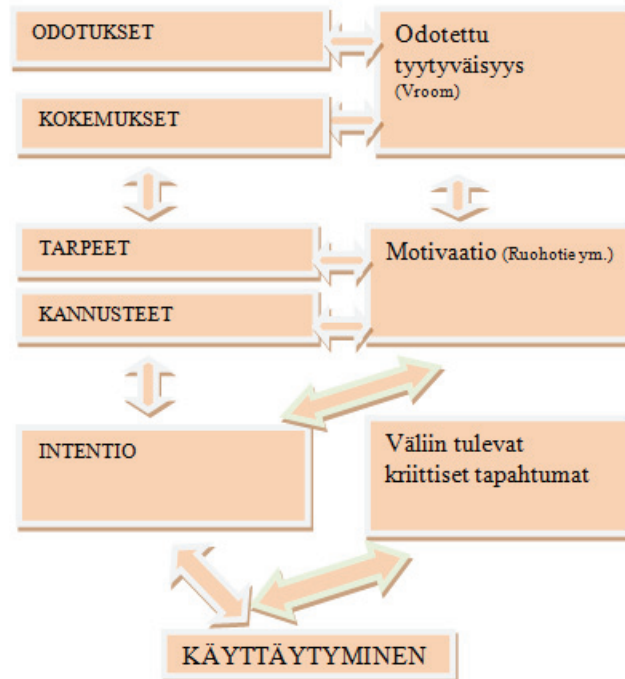 ODOTUKSET
Odotettu
tyytyväisyys
(Vroom)
KOKEMUKSET
TARPEET
Motivaatio (Ruohotie ym.)
KANNUSTEET
INTENTIO
Väliin tulevat
kriittiset tapahtumat
KÄYTTÄYTYMINEN